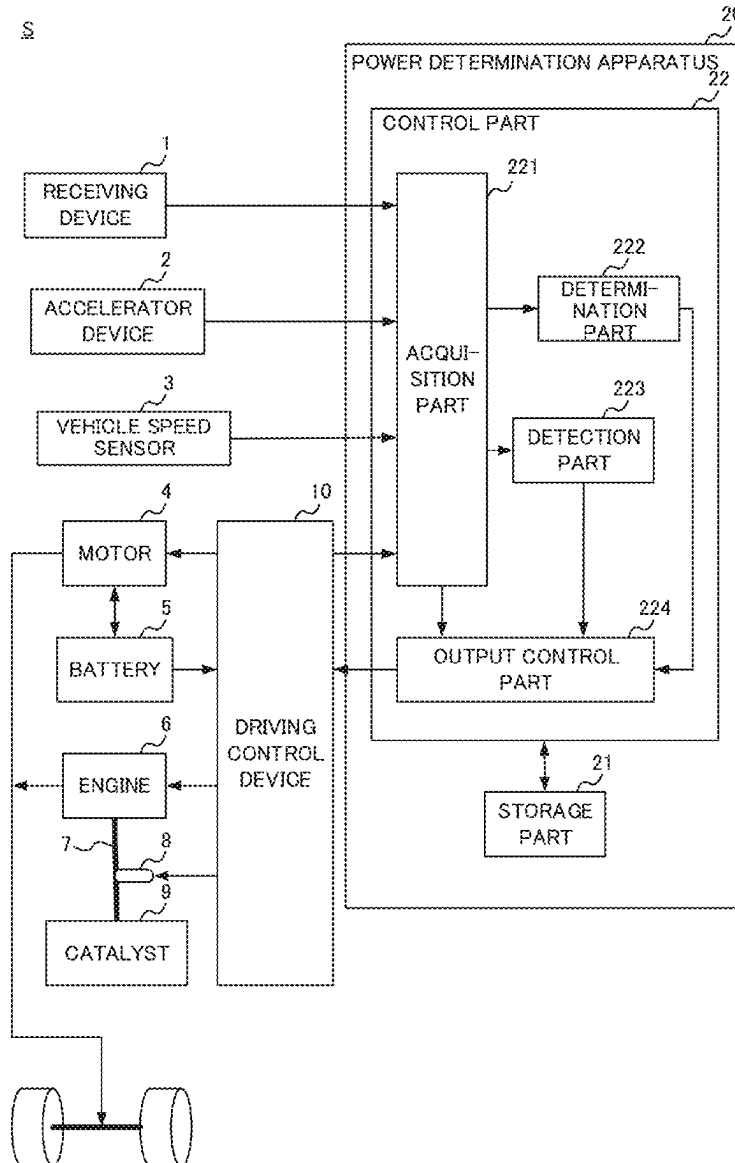 S
20
POWER DETERMINATION APPARATUS
22
CONTROL PART
1
RECEIVING
DEVICE
221
2
ACCELERATOR
DEVICE
222
DETERMI-
NATION PART
ACQUI-
SITION
PART
3
VEHICLE SPEED
SENSOR
223
DETECTION
PART
4
MOTOR
10
5
BATTERY
224
OUTPUT CONTROL
PART
DRIVING
CONTROL
DEVICE
6
ENGINE
21
STORAGE
PART
7
8
9
CATALYST